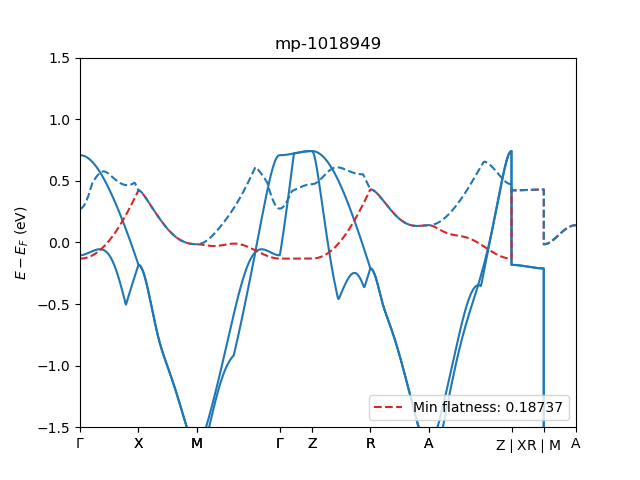 mp-1018949
1.5
1.0
0.5
0.0
−0.5
−1.0
−1.5
E − E_F (eV)
Min flatness: 0.18737
Γ X M Γ Z R A Z | XR | M A